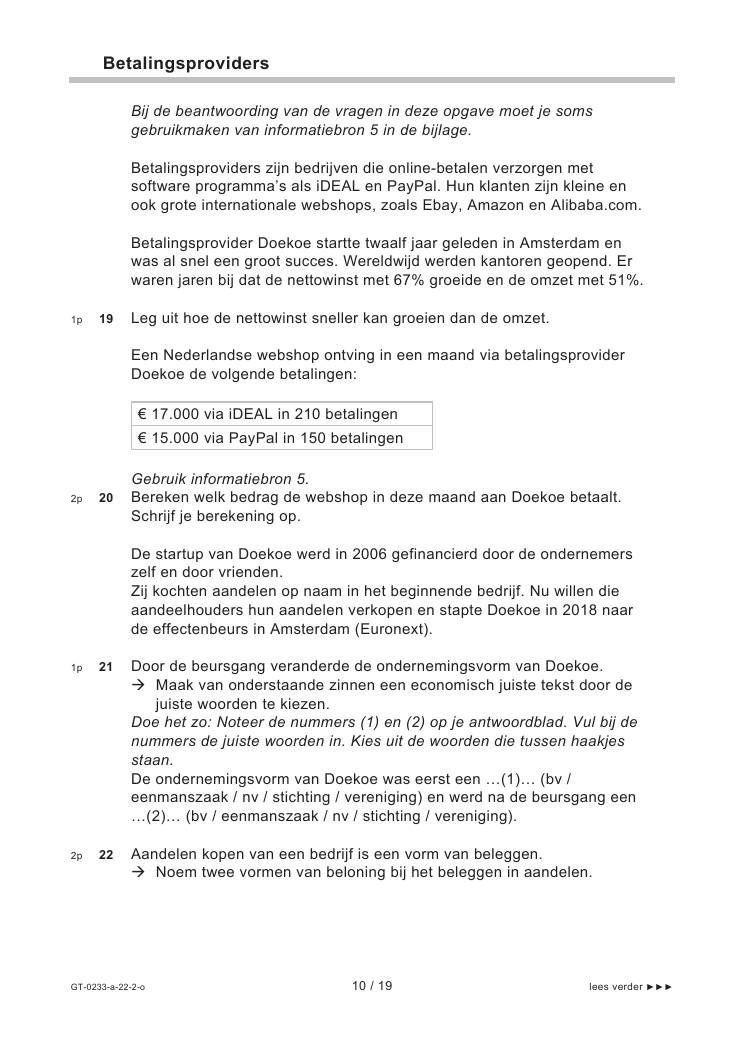 Betalingsproviders
Bij de beantwoording van de vragen in deze opgave moet je soms
gebruikmaken van informatiebron 5 in de bijlage.
Betalingsproviders zijn bedrijven die online-betalen verzorgen met
software programma's als iDEAL en PayPal. Hun klanten zijn kleine en
ook grote internationale webshops, zoals Ebay, Amazon en Alibaba.com.
Betalingsprovider Doekoe startte twaalf jaar geleden in Amsterdam en
was al snel een groot succes. Wereldwijd werden kantoren geopend. Er
waren jaren bij dat de nettowinst met 67% groeide en de omzet met 51%.
1p 19 Leg uit hoe de nettowinst sneller kan groeien dan de omzet.
Een Nederlandse webshop ontving in een maand via betalingsprovider
Doekoe de volgende betalingen:
€ 17.000 via iDEAL in 210 betalingen
€ 15.000 via PayPal in 150 betalingen
Gebruik informatiebron 5.
2p 20 Bereken welk bedrag de webshop in deze maand aan Doekoe betaalt.
Schrijf je berekening op.
De startup van Doekoe werd in 2006 gefinancierd door de ondernemers
zelf en door vrienden.
Zij kochten aandelen op naam in het beginnende bedrijf. Nu willen die
aandeelhouders hun aandelen verkopen en stapte Doekoe in 2018 naar
de effectenbeurs in Amsterdam (Euronext).
1p 21 Door de beursgang veranderde de ondernemingsvorm van Doekoe.
→ Maak van onderstaande zinnen een economisch juiste tekst door de
juiste woorden te kiezen.
Doe het zo: Noteer de nummers (1) en (2) op je antwoordblad. Vul bij de
nummers de juiste woorden in. Kies uit de woorden die tussen haakjes
staan.
De ondernemingsvorm van Doekoe was eerst een …(1)… (bv /
eenmanszaak / nv / stichting / vereniging) en werd na de beursgang een
…(2)… (bv / eenmanszaak / nv / stichting / vereniging).
2p 22 Aandelen kopen van een bedrijf is een vorm van beleggen.
→ Noem twee vormen van beloning bij het beleggen in aandelen.
GT-0233-a-22-2-o 10 / 19 lees verder ►►►